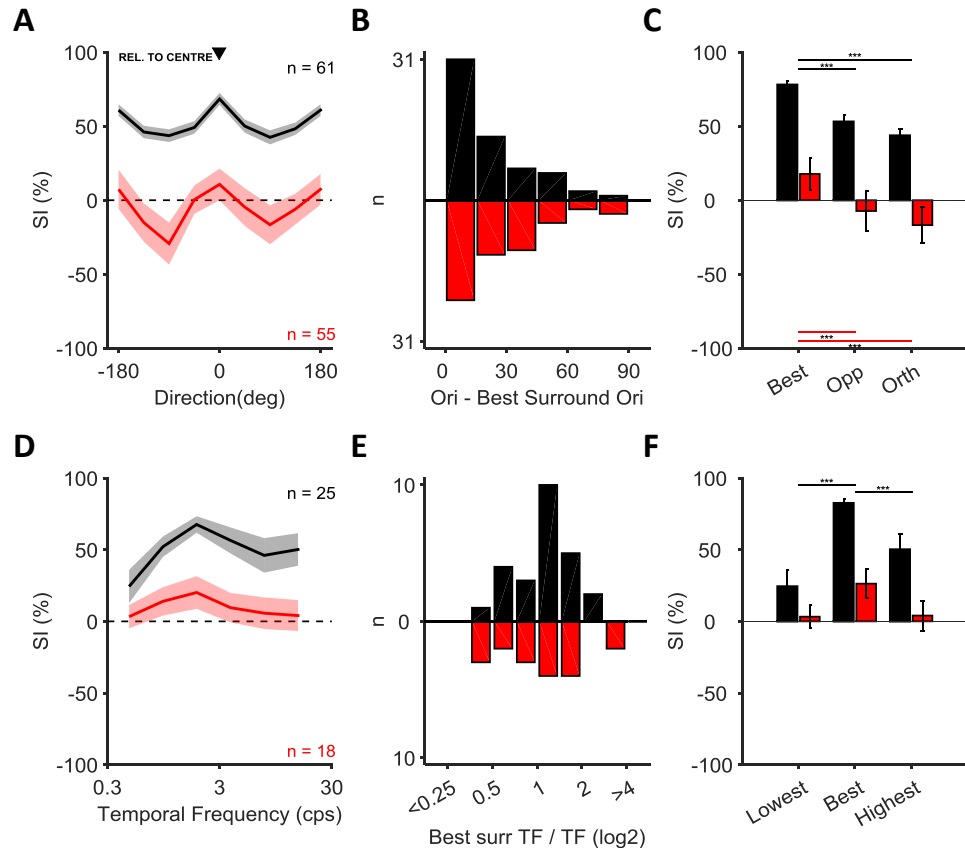 A
B
C
100
50
0
-50
-100
SI (%)
REL. TO CENTRE
n = 61
n = 55
-180
0
180
Direction(deg)
31
n
31
0
30
60
90
Ori - Best Surround Ori
100
50
0
-50
-100
SI (%)
***
***
***
***
Best
Opp
Orth
D
E
F
100
50
0
-50
-100
SI (%)
n = 25
n = 18
0.3
3
30
Temporal Frequency (cps)
10
n
0
10
<0.25
0.5
1
2
>4
Best surr TF / TF (log2)
100
50
0
-50
-100
SI (%)
***
***
Lowest
Best
Highest